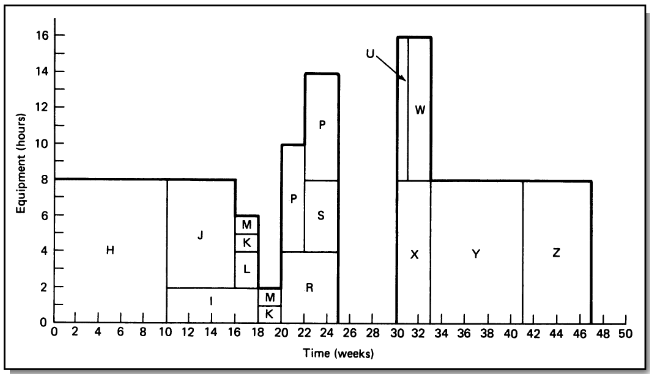 16
14
12
10
8
6
4
2
0
Equipment (hours)
U
W
P
P
S
R
M
K
L
M
K
J
H
I
X
Y
Z
0 2 4 6 8 10 12 14 16 18 20 22 24 26 28 30 32 34 36 38 40 42 44 46 48 50
Time (weeks)